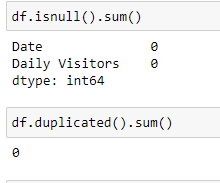 df.isnull().sum()
Date 0
Daily Visitors 0
dtype: int64
df.duplicated().sum()
0